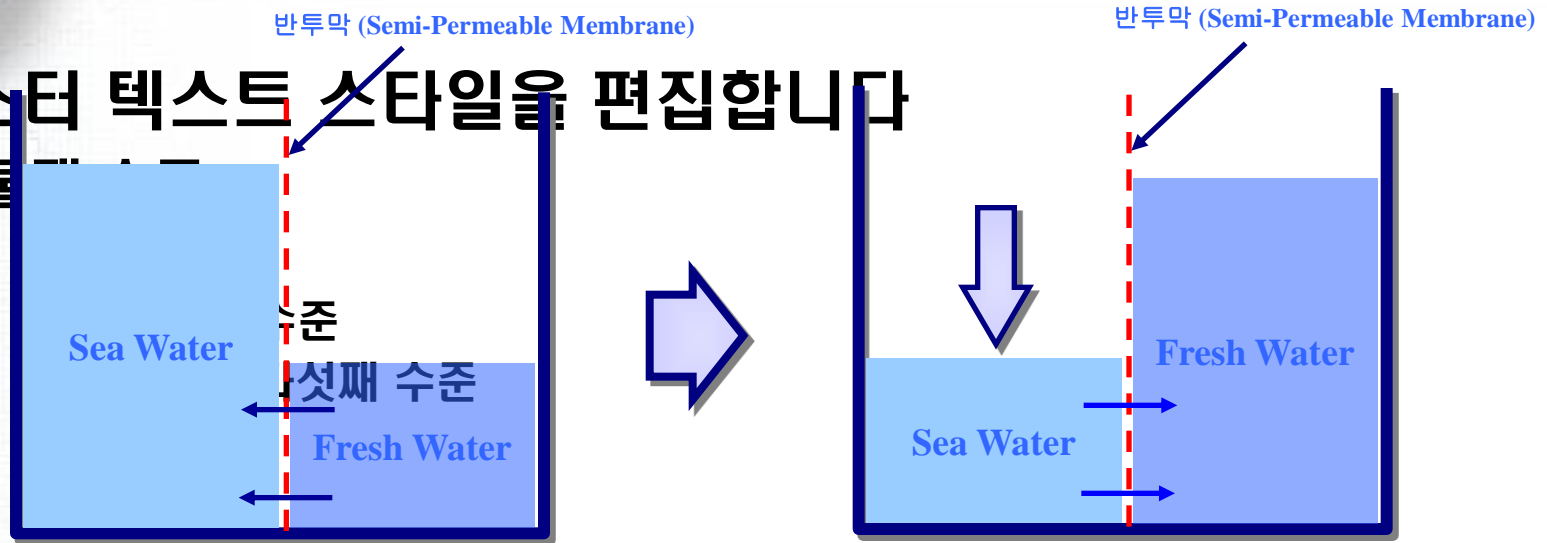 반투막 (Semi-Permeable Membrane)
반투막 (Semi-Permeable Membrane)
터 텍스트 스타일을 편집합니다
수준
Sea Water
Fresh Water
섯째 수준
Sea Water
Fresh Water